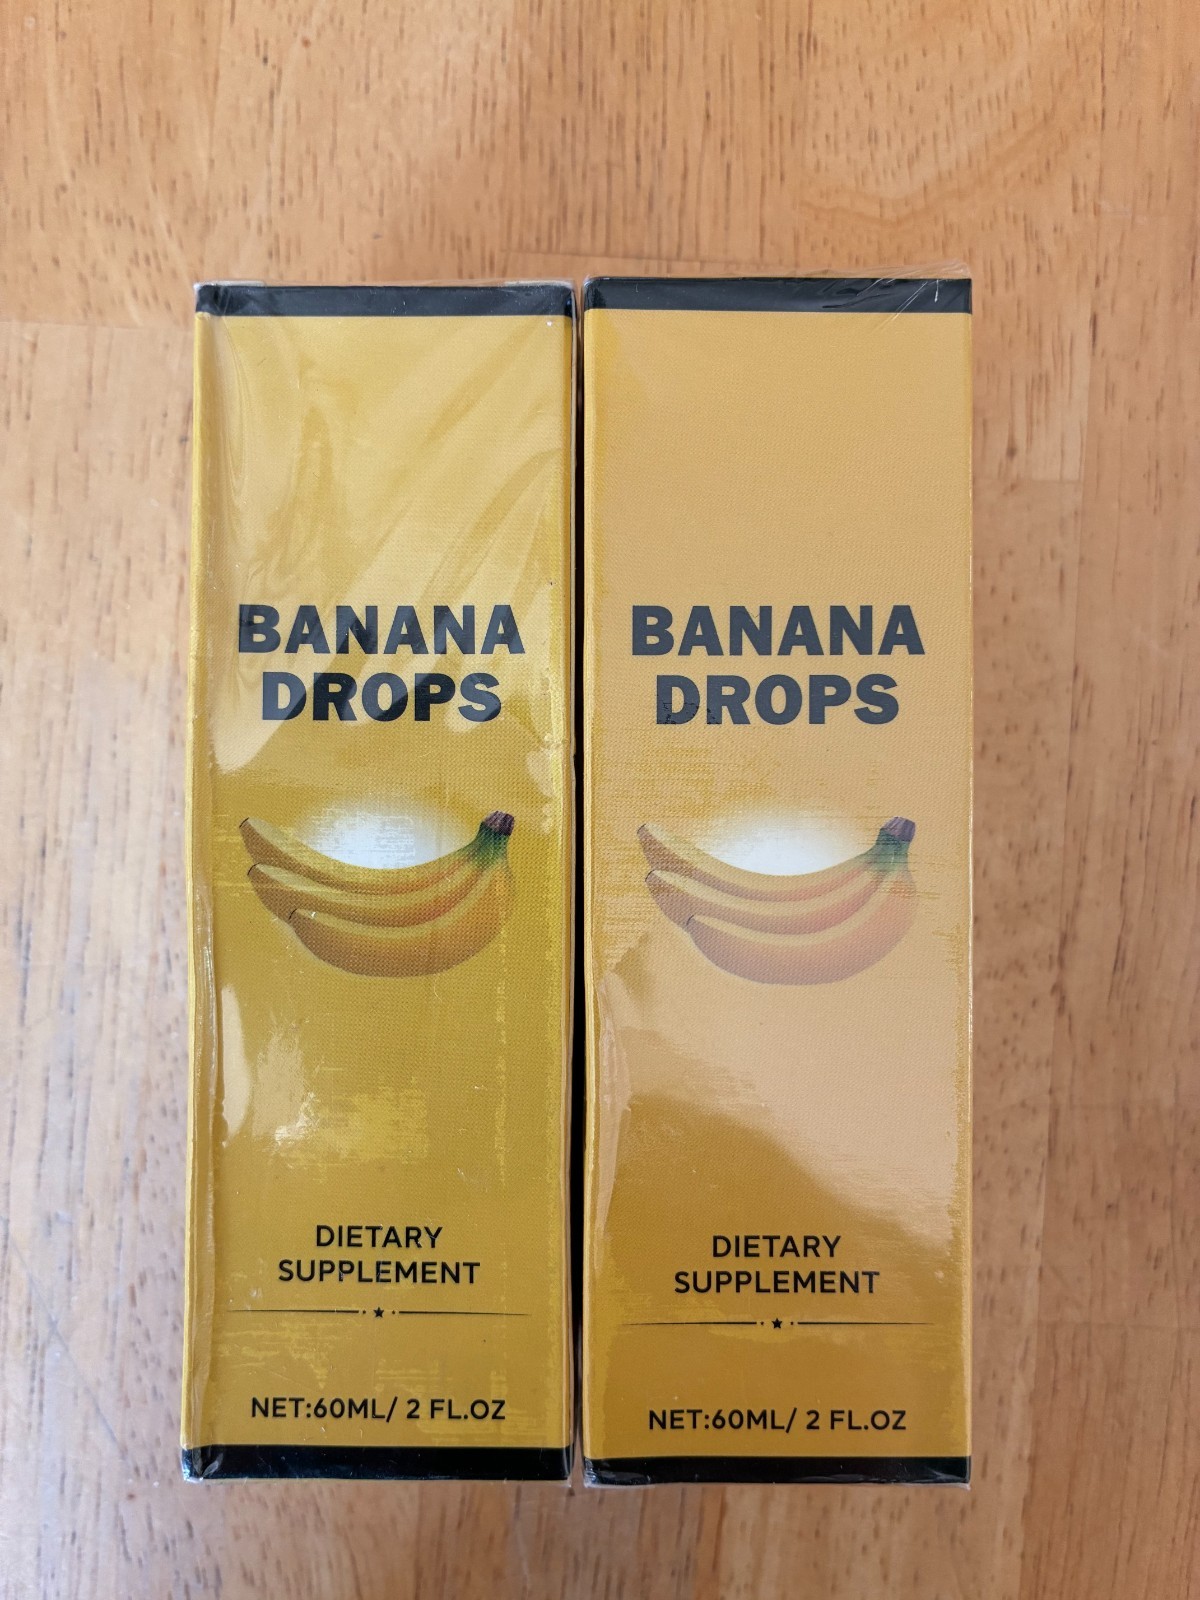 BANANA
DROPS
DIETARY
SUPPLEMENT
NET:60ML/ 2 FL.OZ
BANANA
DROPS
DIETARY
SUPPLEMENT
NET:60ML/ 2 FL.OZ